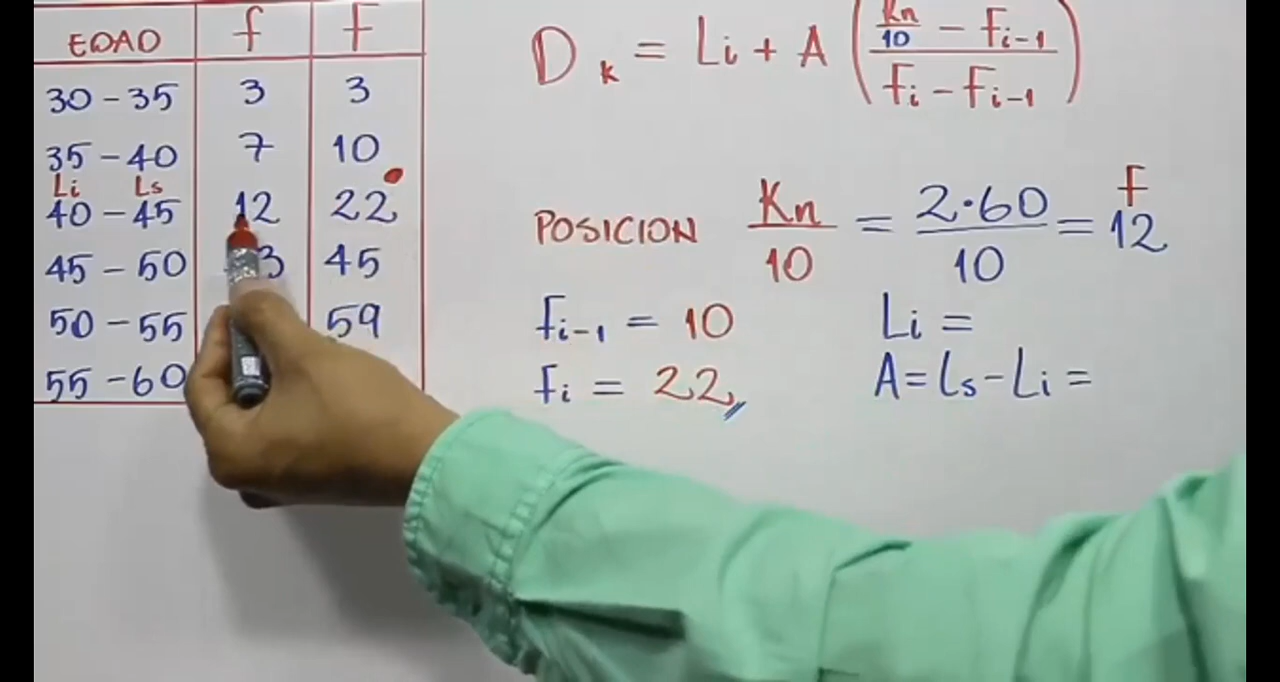 EDAD f F
30-35 3 3
35-40 7 10
Li Ls
40-45 12 22
45-50 3 45
50-55 59
55-60
D k = Li + A ( Kn/10 - Fi-1 / Fi - Fi-1 )
POSICION Kn/10 = 2·60/10 = 12
F
Fi-1 = 10 Li =
Fi = 22 A = Ls - Li =